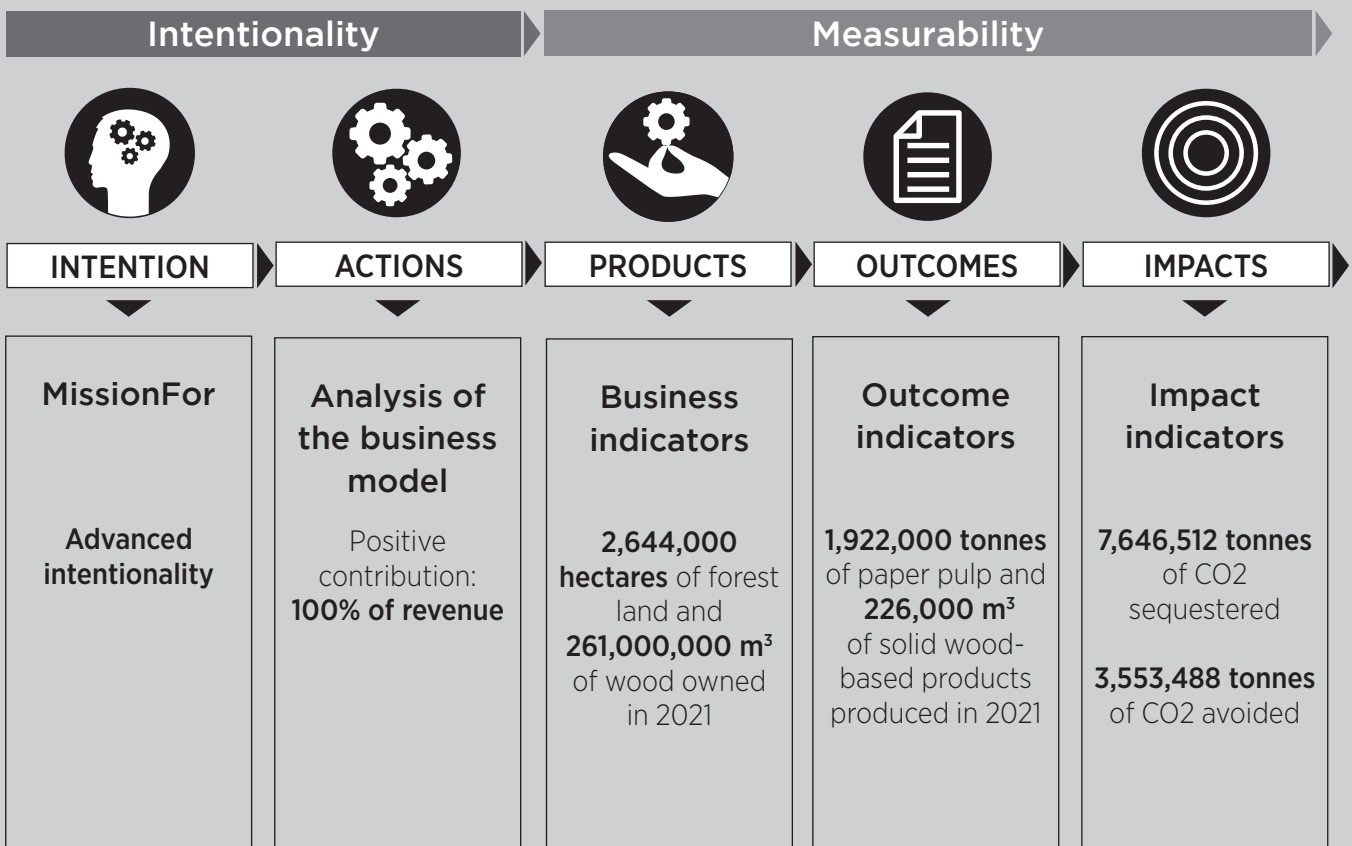 Intentionality
Measurability
INTENTION
ACTIONS
PRODUCTS
OUTCOMES
IMPACTS
MissionFor
Advanced
intentionality
Analysis of
the business
model
Positive
contribution:
100% of revenue
Business
indicators
2,644,000
hectares of forest
land and
261,000,000 m³
of wood owned
in 2021
Outcome
indicators
1,922,000 tonnes
of paper pulp and
226,000 m³
of solid wood-
based products
produced in 2021
Impact
indicators
7,646,512 tonnes
of CO2
sequestered
3,553,488 tonnes
of CO2 avoided